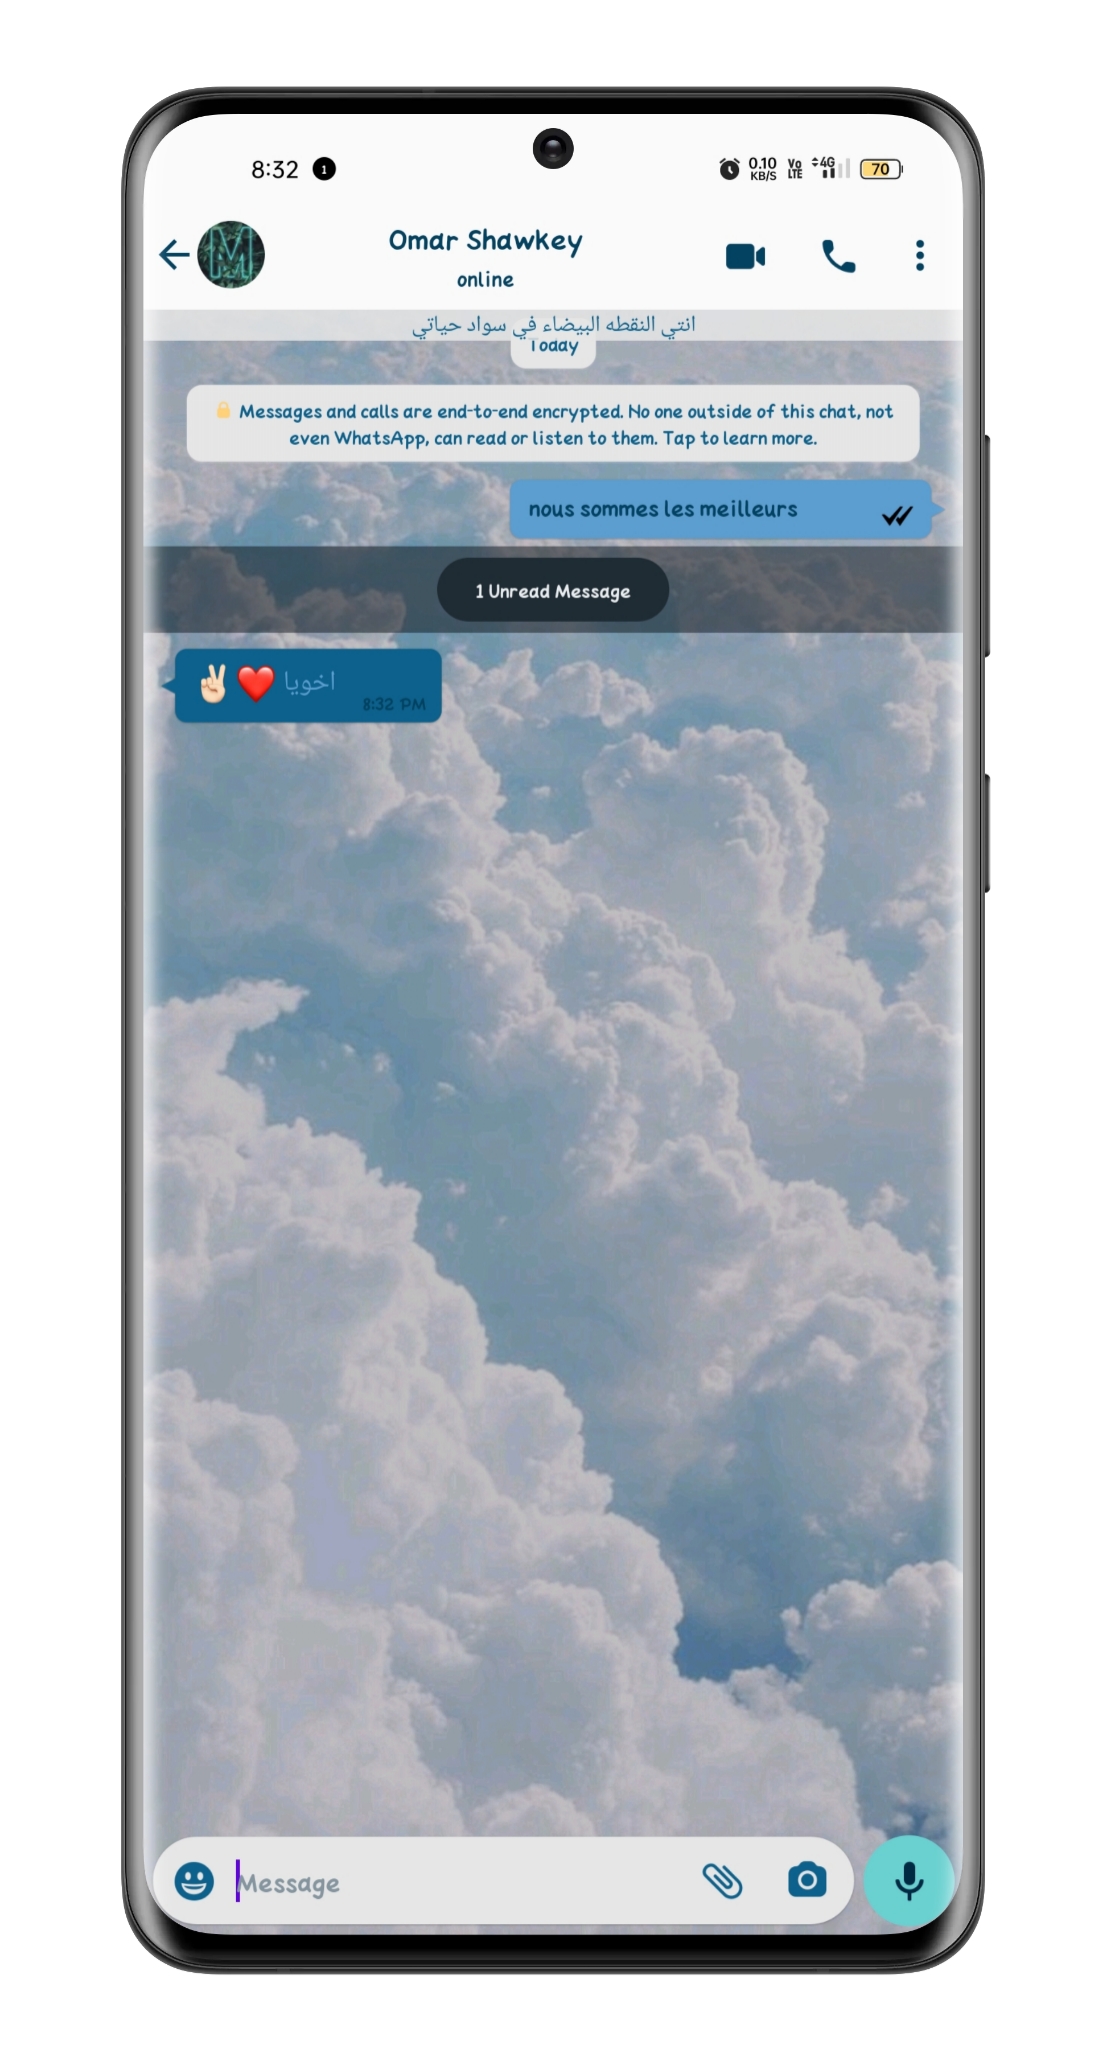 8:32 1 0.10 KB/S Vo LTE 4G 70
M
Omar Shawkey
online
انتي النقطه البيضاء في سواد حياتي
Today
Messages and calls are end-to-end encrypted. No one outside of this chat, not
even WhatsApp, can read or listen to them. Tap to learn more.
nous sommes les meilleurs
1 Unread Message
اخويا ❤️✌🏻
8:32 PM
Message